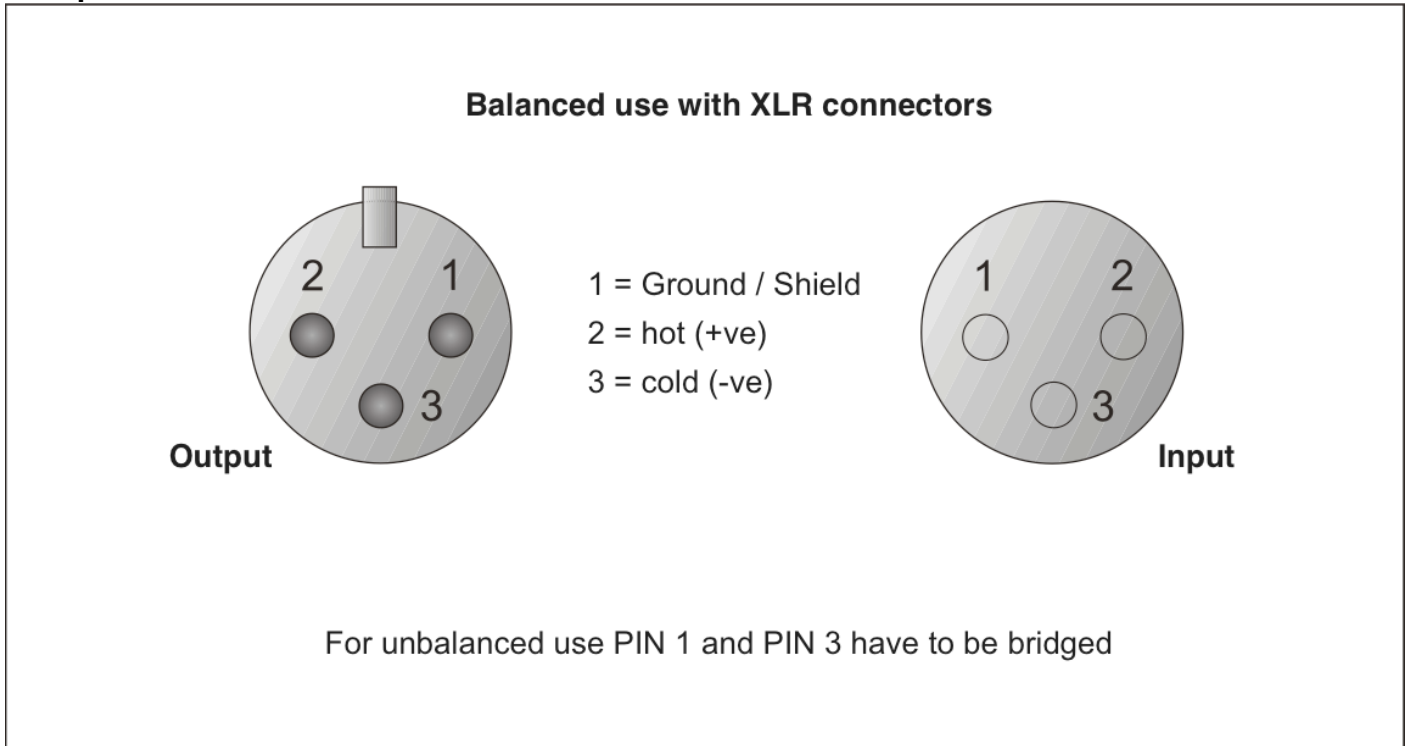 Balanced use with XLR connectors
2 1
1 = Ground / Shield
2 = hot (+ve)
3 = cold (-ve)
3
Output
1 2
3
Input
For unbalanced use PIN 1 and PIN 3 have to be bridged